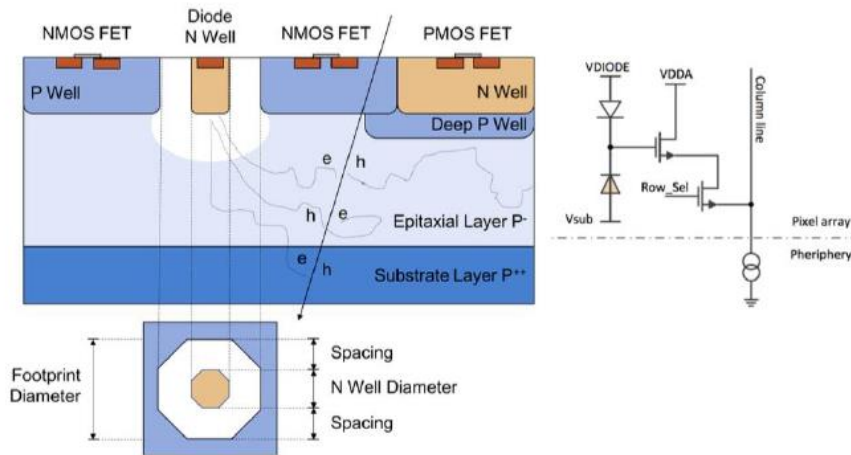 NMOS FET
Diode
N Well
NMOS FET
PMOS FET
P Well
N Well
Deep P Well
e
h
h
e
Epitaxial Layer P-
e
h
Substrate Layer P++
Footprint
Diameter
Spacing
N Well Diameter
Spacing
VDIODE
VDDA
Column line
Row_Sel
Vsub
Pixel array
Pheriphery